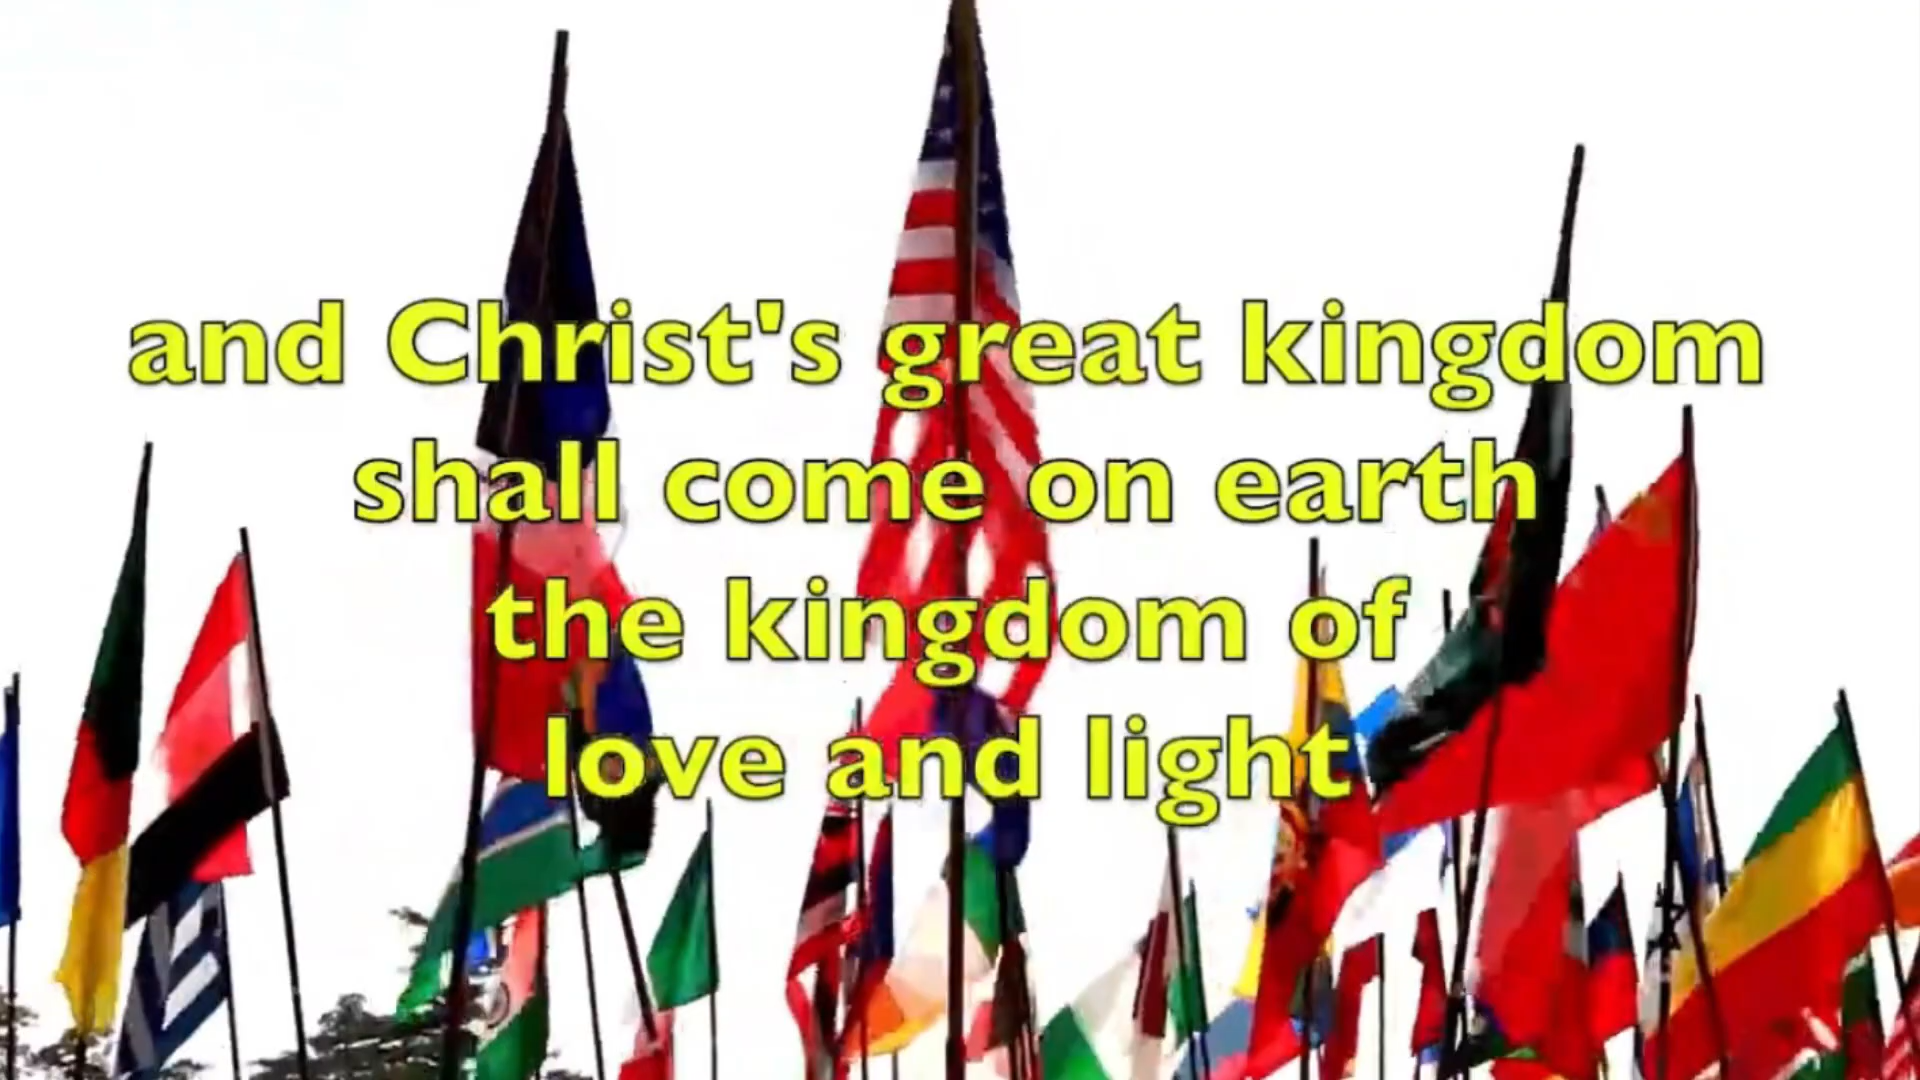 and Christ's great kingdom
shall come on earth
the kingdom of
love and light